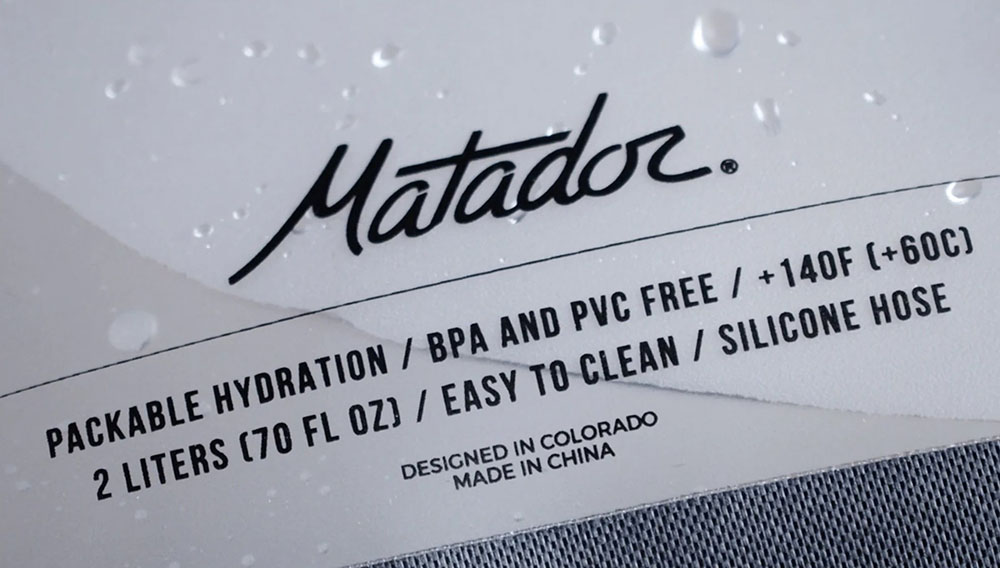 Matador®
PACKABLE HYDRATION / BPA AND PVC FREE / +140F (+60C)
2 LITERS (70 FL OZ) / EASY TO CLEAN / SILICONE HOSE
DESIGNED IN COLORADO
MADE IN CHINA